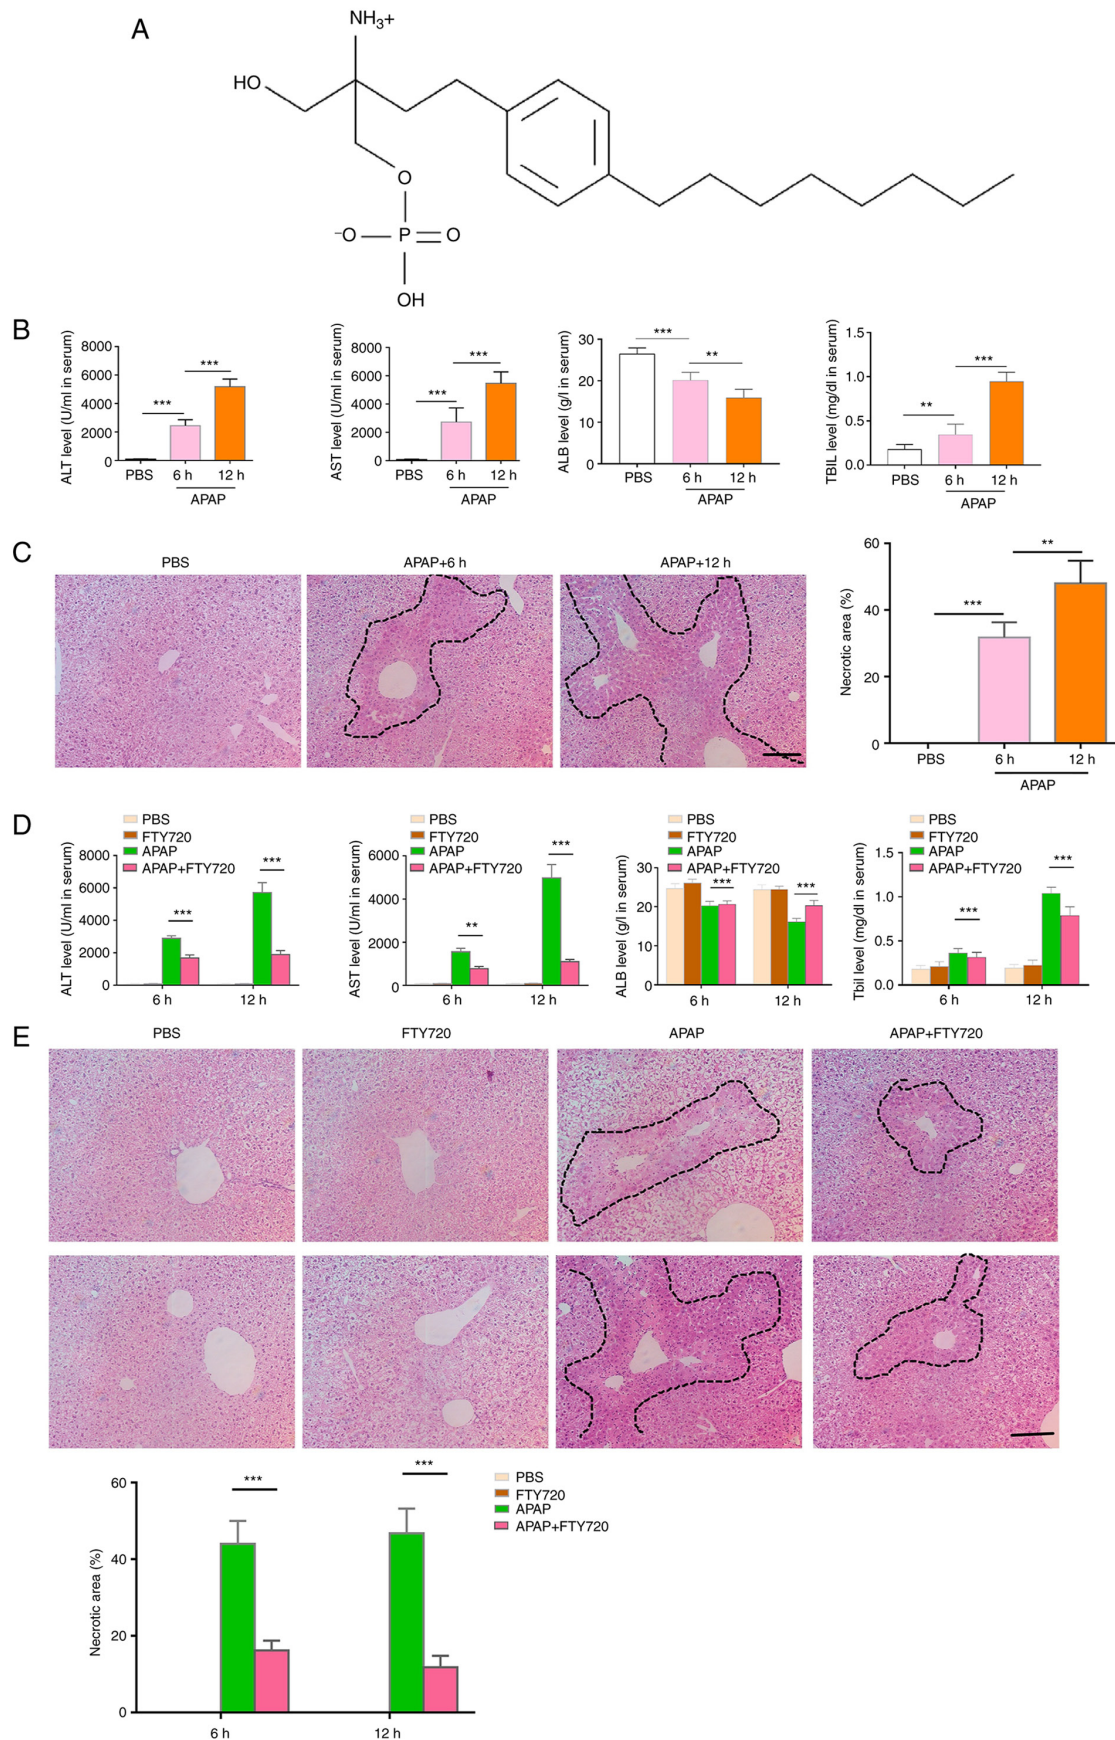 A
NH3+
HO
O
–O P O
OH
B
ALT level (U/ml in serum)
8000
6000
4000
2000
0
***
***
PBS 6 h 12 h
APAP
AST level (U/ml in serum)
8000
6000
4000
2000
0
***
***
PBS 6 h 12 h
APAP
ALB level (g/l in serum)
30
20
10
0
***
**
PBS 6 h 12 h
APAP
TBIL level (mg/dl in serum)
1.5
1.0
0.5
0.0
**
***
PBS 6 h 12 h
APAP
C
PBS
APAP+6 h
APAP+12 h
Necrotic area (%)
60
40
20
0
***
**
PBS 6 h 12 h
APAP
D
PBS
FTY720
APAP
APAP+FTY720
ALT level (U/ml in serum)
8000
6000
4000
2000
0
***
***
6 h 12 h
PBS
FTY720
APAP
APAP+FTY720
AST level (U/ml in serum)
6000
4000
2000
0
**
***
6 h 12 h
PBS
FTY720
APAP
APAP+FTY720
ALB level (g/l in serum)
30
20
10
0
***
***
6 h 12 h
PBS
FTY720
APAP
APAP+FTY720
Tbil level (mg/dl in serum)
1.5
1.0
0.5
0.0
***
***
6 h 12 h
E
PBS
FTY720
APAP
APAP+FTY720
Necrotic area (%)
60
40
20
0
***
***
6 h 12 h
PBS
FTY720
APAP
APAP+FTY720